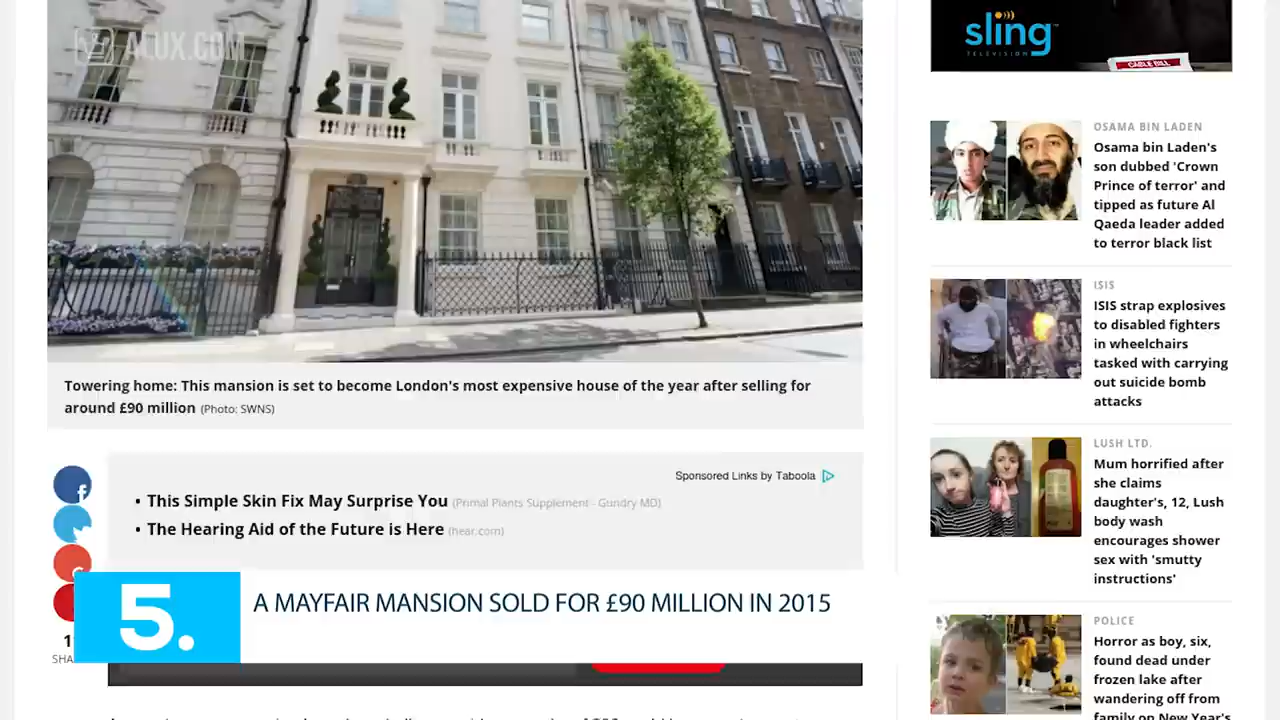 ALUX.COM
Towering home: This mansion is set to become London's most expensive house of the year after selling for
around £90 million (Photo: SWNS)
Sponsored Links by Taboola
• This Simple Skin Fix May Surprise You (Primal Plants Supplement - Gundry MD)
• The Hearing Aid of the Future is Here (hear.com)
5.
A MAYFAIR MANSION SOLD FOR £90 MILLION IN 2015
sling
TELEVISION
CABLE BILL
OSAMA BIN LADEN
Osama bin Laden's
son dubbed 'Crown
Prince of terror' and
tipped as future Al
Qaeda leader added
to terror black list
ISIS
ISIS strap explosives
to disabled fighters
in wheelchairs
tasked with carrying
out suicide bomb
attacks
LUSH LTD.
Mum horrified after
she claims
daughter's, 12, Lush
body wash
encourages shower
sex with 'smutty
instructions'
POLICE
Horror as boy, six,
found dead under
frozen lake after
wandering off from
family on New Year's